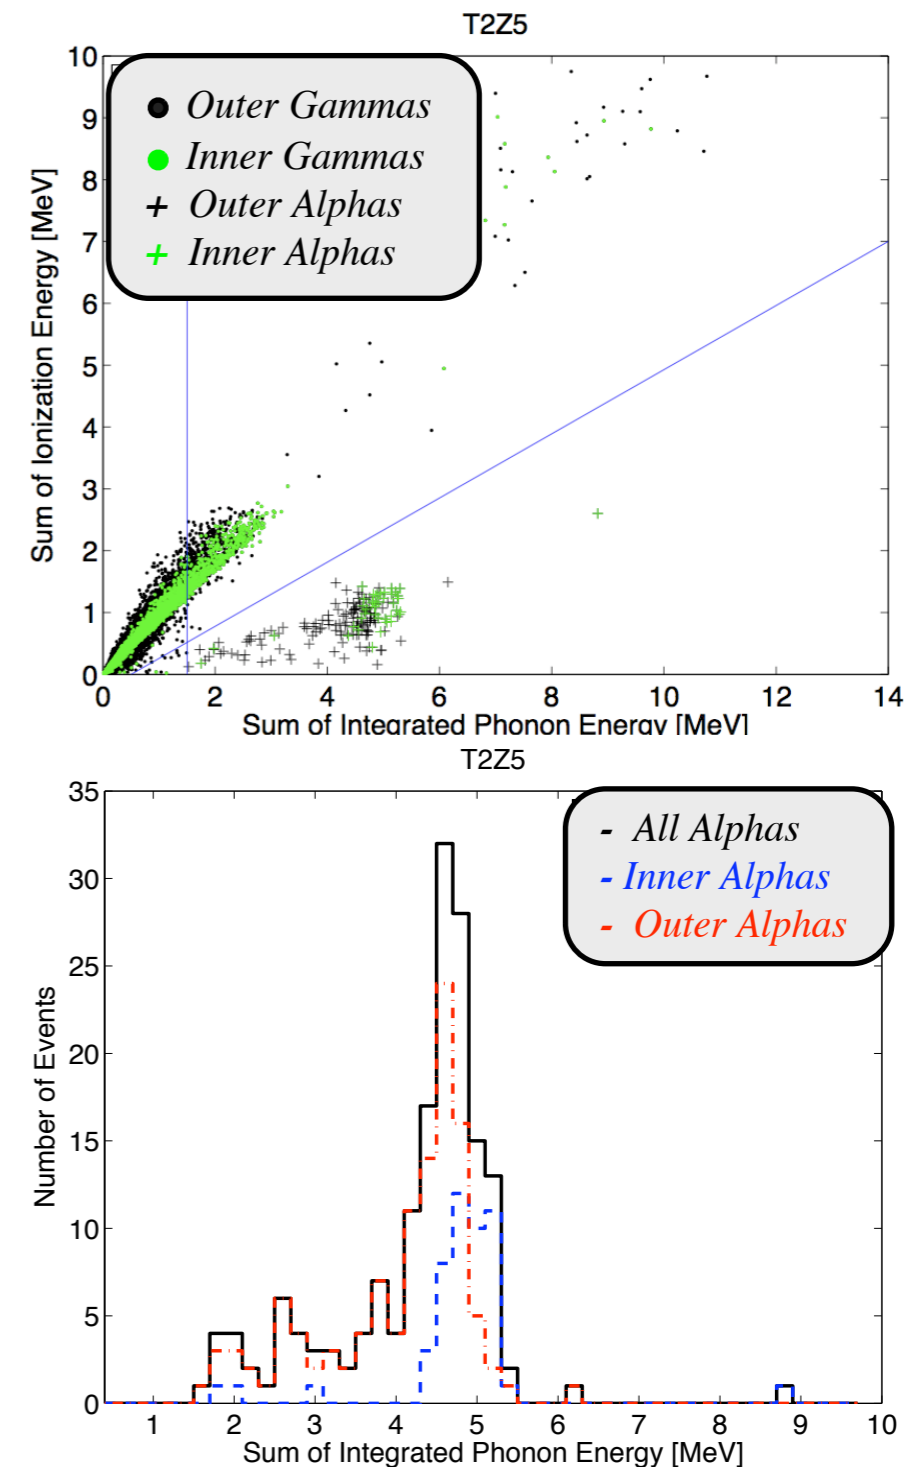 T2Z5
Sum of Ionization Energy [MeV]
10
9
8
7
6
5
4
3
2
1
0
Outer Gammas
Inner Gammas
+ Outer Alphas
+ Inner Alphas
0 2 4 6 8 10 12 14
Sum of Integrated Phonon Energy [MeV]
T2Z5
Number of Events
35
30
25
20
15
10
5
0
- All Alphas
- Inner Alphas
- Outer Alphas
1 2 3 4 5 6 7 8 9 10
Sum of Integrated Phonon Energy [MeV]